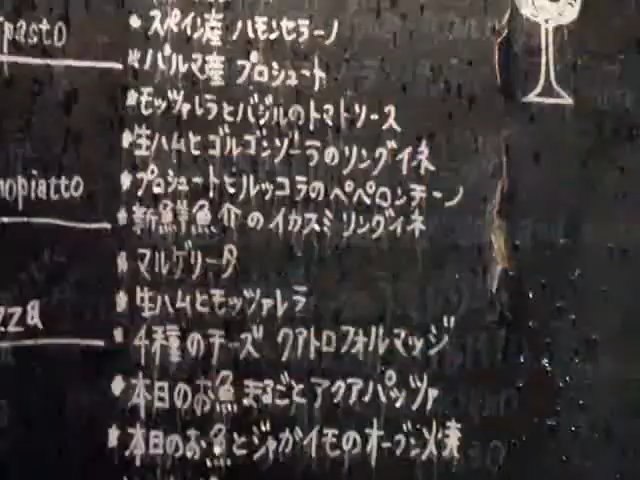 pasto
• スペイン産 ハモンセラーノ
• パルマ産 プロシュート
• モッツァレラとバジルのトマトソース
• 生ハムとゴルゴンゾーラのリングイネ
nopiatto
• プロシュートとルッコラのペペロンチーノ
• 新鮮魚介のイカスミリングイネ
• マルゲリータ
• 生ハムとモッツァレラ
zza
• 4種のチーズ クアトロフォルマッジ
• 本日のお魚まるごとアクアパッツァ
• 本日のお魚とジャガイモのオーブン焼